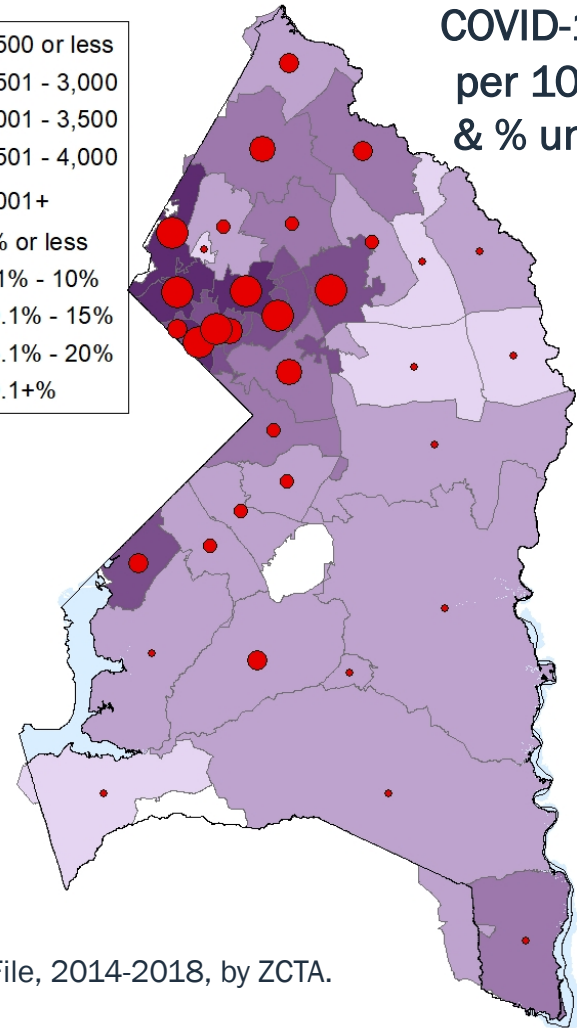 COVID-1
per 10
& % un
500 or less
501 - 3,000
001 - 3,500
501 - 4,000
001+
% or less
1% - 10%
.1% - 15%
.1% - 20%
.1+%
File, 2014-2018, by ZCTA.